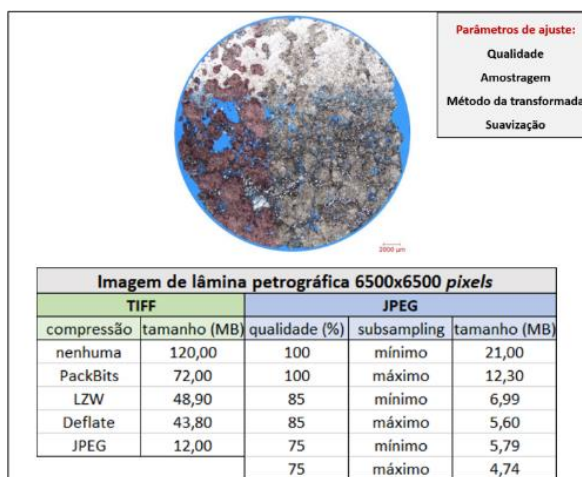 Parâmetros de ajuste:
Qualidade
Amostragem
Método da transformada
Suavização
2000 µm
Imagem de lâmina petrográfica 6500x6500 pixels
TIFF JPEG
compressão tamanho (MB) qualidade (%) subsampling tamanho (MB)
nenhuma 120,00 100 mínimo 21,00
PackBits 72,00 100 máximo 12,30
LZW 48,90 85 mínimo 6,99
Deflate 43,80 85 máximo 5,60
JPEG 12,00 75 mínimo 5,79
75 máximo 4,74